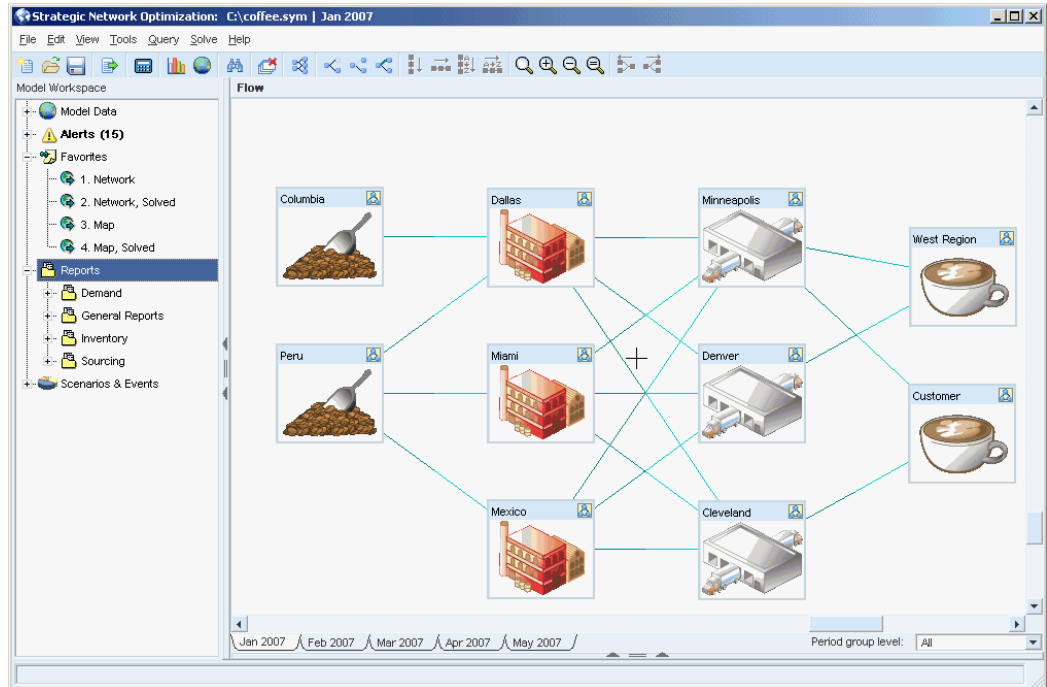 Strategic Network Optimization: C:\coffee.sym | Jan 2007
File Edit View Tools Query Solve Help
Model Workspace
Flow
Model Data
Alerts (15)
Favorites
1. Network
2. Network, Solved
3. Map
4. Map, Solved
Reports
Demand
General Reports
Inventory
Sourcing
Scenarios & Events
Columbia
Dallas
Minneapolis
West Region
Peru
Miami
Denver
Customer
Mexico
Cleveland
Jan 2007 Feb 2007 Mar 2007 Apr 2007 May 2007
Period group level: All